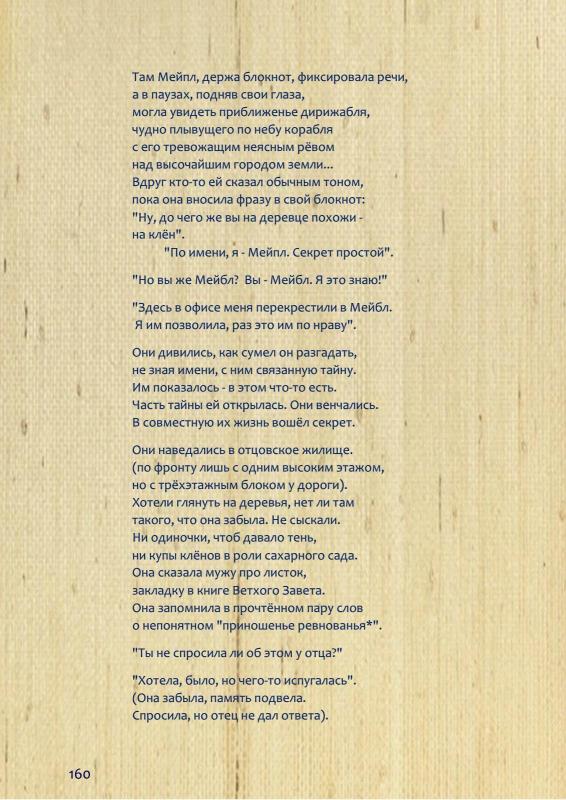 Там Мейпл, держа блокнот, фиксировала речи,
а в паузах, подняв свои глаза,
могла увидеть приближенье дирижабля,
чудно плывущего по небу корабля
с его тревожащим неясным рёвом
над высочайшим городом земли...
Вдруг кто-то ей сказал обычным тоном,
пока она вносила фразу в свой блокнот:
"Ну, до чего же вы на деревце похожи -
на клён".
"По имени, я - Мейпл. Секрет простой".
"Но вы же Мейбл? Вы - Мейбл. Я это знаю!"
"Здесь в офисе меня перекрестили в Мейбл.
Я им позволила, раз это им по нраву".
Они дивились, как сумел он разгадать,
не зная имени, с ним связанную тайну.
Им показалось - в этом что-то есть.
Часть тайны ей открылась. Они венчались.
В совместную их жизнь вошёл секрет.
Они наведались в отцовское жилище.
(по фронту лишь с одним высоким этажом,
но с трёхэтажным блоком у дороги).
Хотели глянуть на деревья, нет ли там
такого, что она забыла. Не сыскали.
Ни одиночки, чтоб давало тень,
ни купы клёнов в роли сахарного сада.
Она сказала мужу про листок,
закладку в книге Ветхого Завета.
Она запомнила в прочтённом пару слов
о непонятном "приношенье ревнованья*".
"Ты не спросила ли об этом у отца?"
"Хотела, было, но чего-то испугалась".
(Она забыла, память подвела.
Спросила, но отец не дал ответа).
160